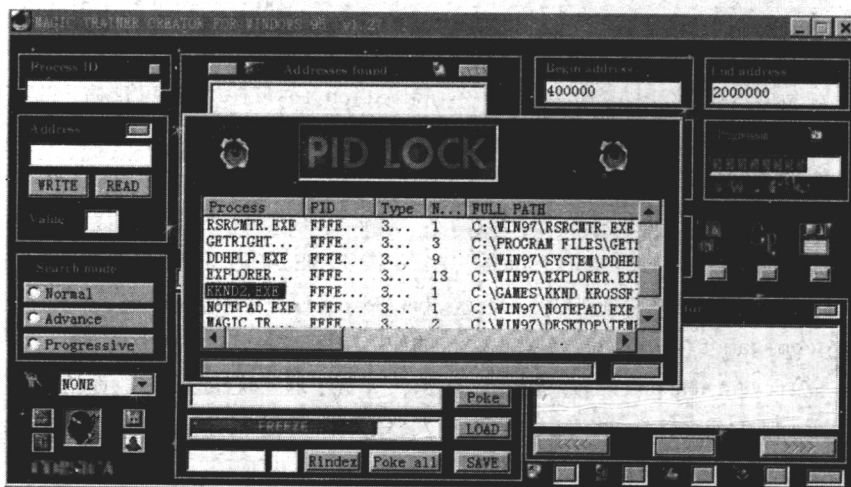 MAGIC TRAINER CREATOR FOR WINDOWS 95 v1.27
Process ID
Addresses found
Begin address
400000
End address
2000000
Address
WRITE READ
Value
PID LOCK
Process PID Type N... FULL PATH
RSRCMTR.EXE FFFE... 3... 1 C:\WIN97\RSRCMTR.EXE
GETRIGHT... FFFE... 3... 3 C:\PROGRAM FILES\GETI
DDHELP.EXE FFFE... 3... 9 C:\WIN97\SYSTEM\DDHEL
EXPLORER... FFFE... 3... 13 C:\WIN97\EXPLORER.EXE
KKND2.EXE FFFE... 3... 1 C:\GAMES\KKND KROSSF
NOTEPAD.EXE FFFE... 3... 1 C:\WIN97\NOTEPAD.EXE
MAGIC TR... FFFF... 3... 2 C:\WIN97\DESKTOP\TEMP
Search mode
Normal
Advance
Progressive
NONE
Poke
FREEZE
LOAD
Rindex Poke all SAVE
<<<<
>>>>